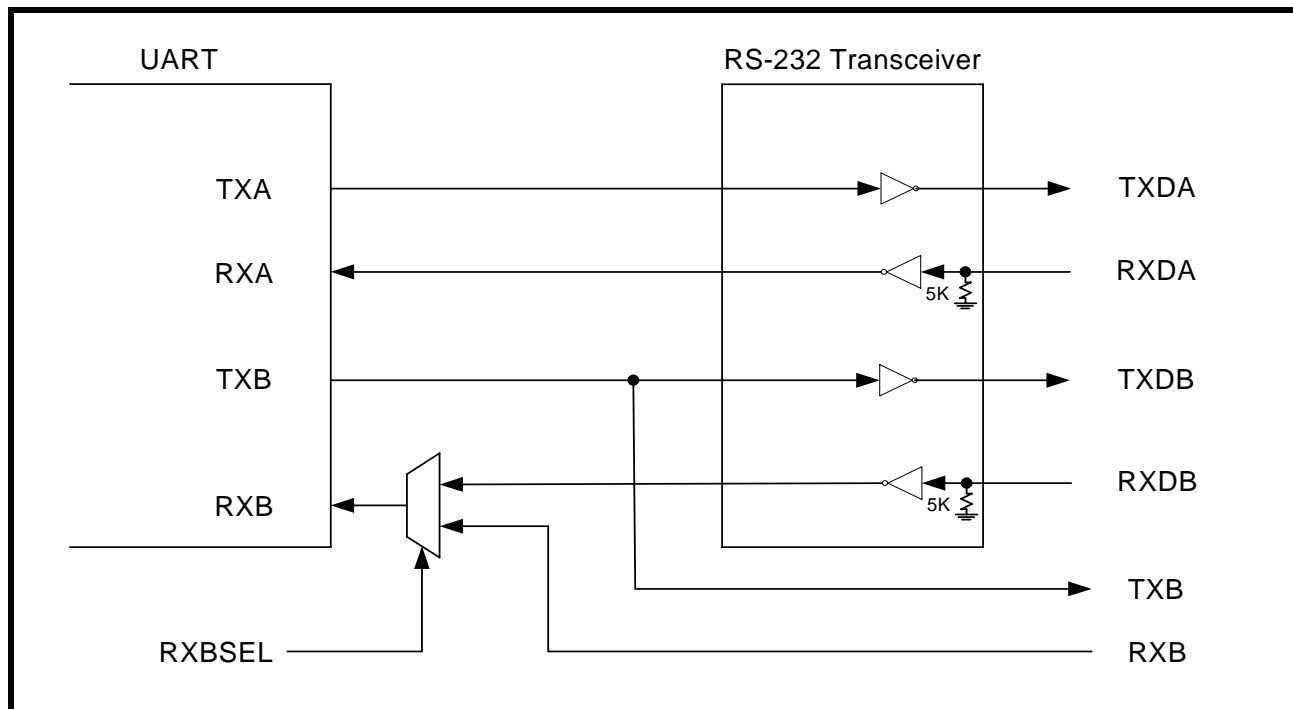 UART
RS-232 Transceiver
TXA
TXDA
RXA
5K
RXDA
TXB
TXDB
RXB
5K
RXDB
TXB
RXBSEL
RXB